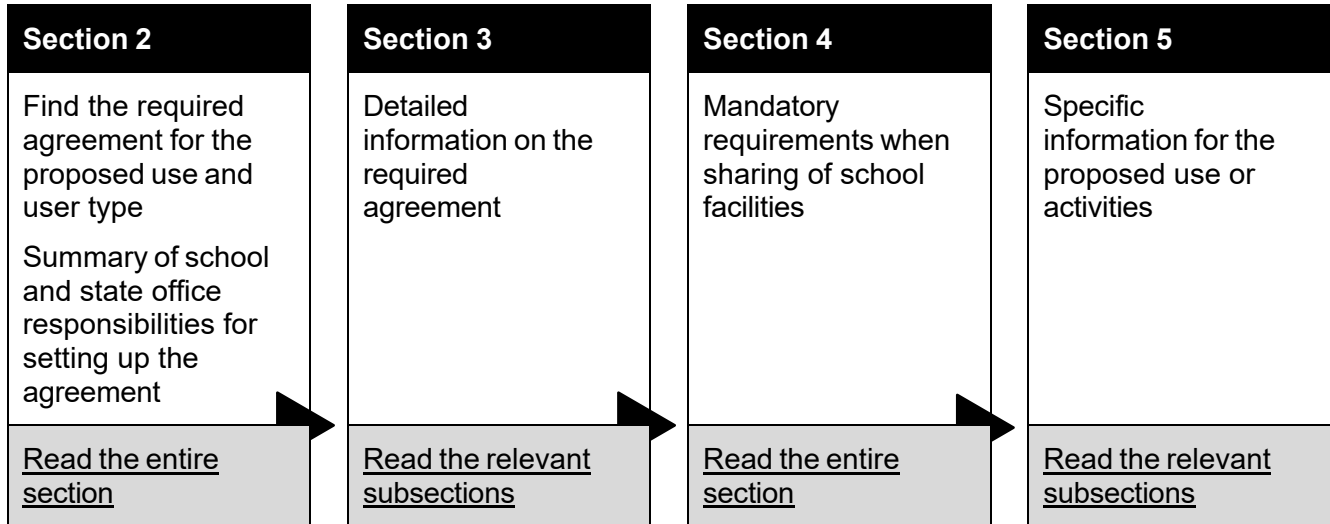 Section 2
Find the required
agreement for the
proposed use and
user type
Summary of school
and state office
responsibilities for
setting up the
agreement
Read the entire
section
Section 3
Detailed
information on the
required
agreement
Read the relevant
subsections
Section 4
Mandatory
requirements when
sharing of school
facilities
Read the entire
section
Section 5
Specific
information for the
proposed use or
activities
Read the relevant
subsections